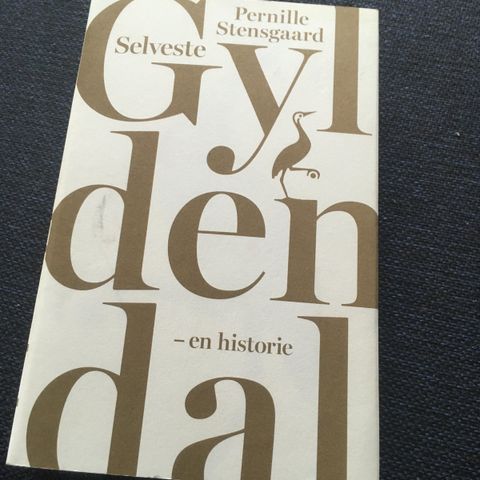 Pernille
Stensgaard
Selveste
Gyl
den
dal
– en historie